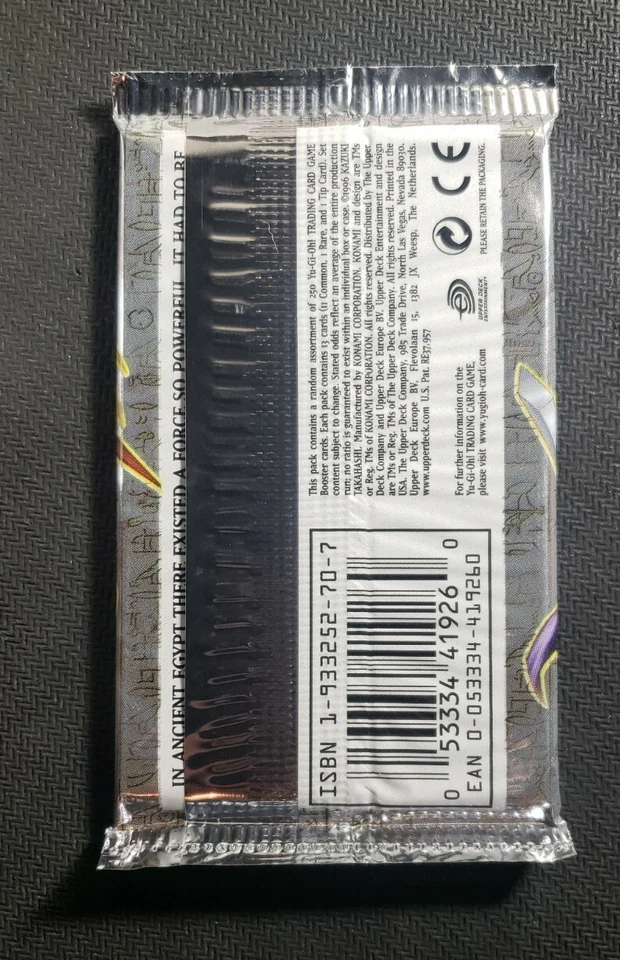 IN ANCIENT EGYPT THERE EXISTED A FORCE SO POWERFUL, IT HAD TO BE
This pack contains a random assortment of 250 Yu-Gi-Oh! TRADING CARD GAME
Booster cards. Each pack contains 13 cards (11 Common, 1 Rare, and 1 Tip Card). Set
content subject to change. Stated odds reflect an average of the entire production
run; no ratio is guaranteed to exist within an individual box or case. ©1996 KAZUKI
TAKAHASHI. Manufactured by KONAMI CORPORATION. KONAMI and design are TMs
or Reg. TMs of KONAMI CORPORATION. All rights reserved. Distributed by The Upper
Deck Company and Upper Deck Europe BV. Upper Deck Entertainment and design
are TMs or Reg. TMs of The Upper Deck Company. All rights reserved. Printed in the
USA. The Upper Deck Company, 985 Trade Drive, North Las Vegas, Nevada 89030.
Upper Deck Europe BV, Flevolaan 15, 1382 JX Weesp, The Netherlands.
www.upperdeck.com U.S. Pat. RE37,957
For further information on the
Yu-Gi-Oh! TRADING CARD GAME,
please visit www.yugioh-card.com
UPPER DECK
ENTERTAINMENT
CE
PLEASE RETAIN THE PACKAGING.
ISBN 1-933252-70-7
0 53334 41926 0
EAN 0-053334-419260